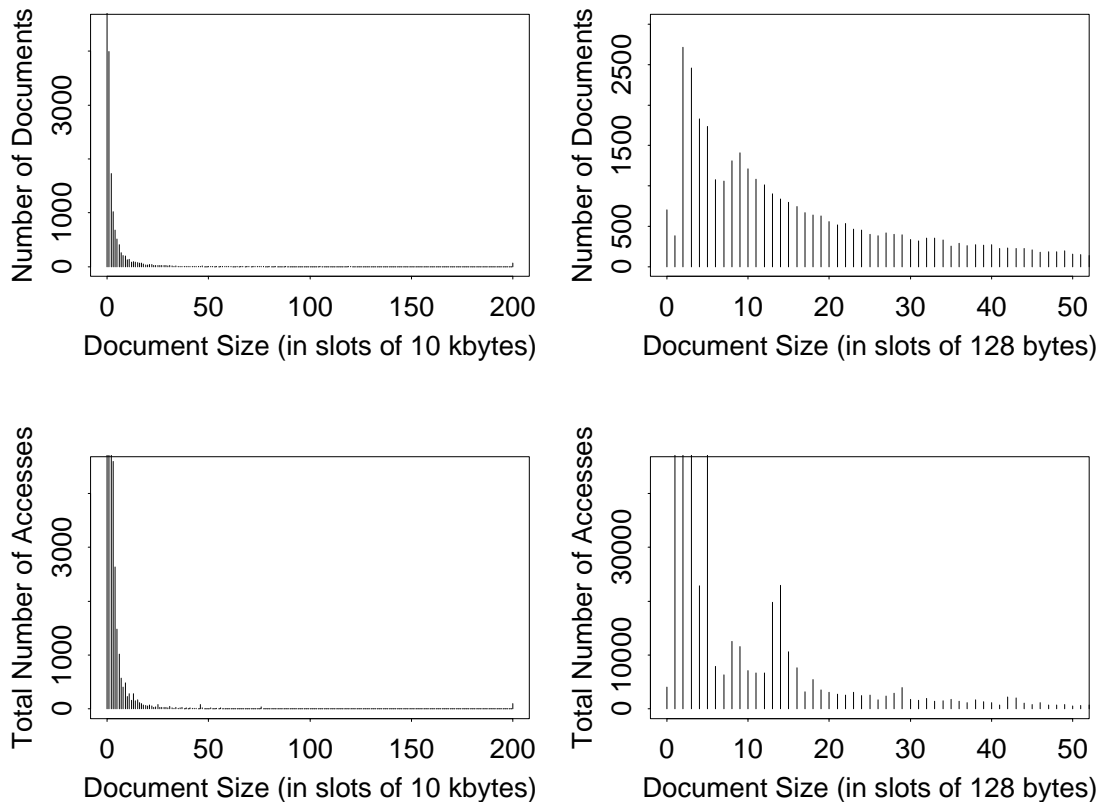 Number of Documents
3000
1000
0
0 50 100 150 200
Document Size (in slots of 10 kbytes)
Number of Documents
2500
1500
500
0
0 10 20 30 40 50
Document Size (in slots of 128 bytes)
Total Number of Accesses
3000
1000
0
0 50 100 150 200
Document Size (in slots of 10 kbytes)
Total Number of Accesses
30000
10000
0
0 10 20 30 40 50
Document Size (in slots of 128 bytes)